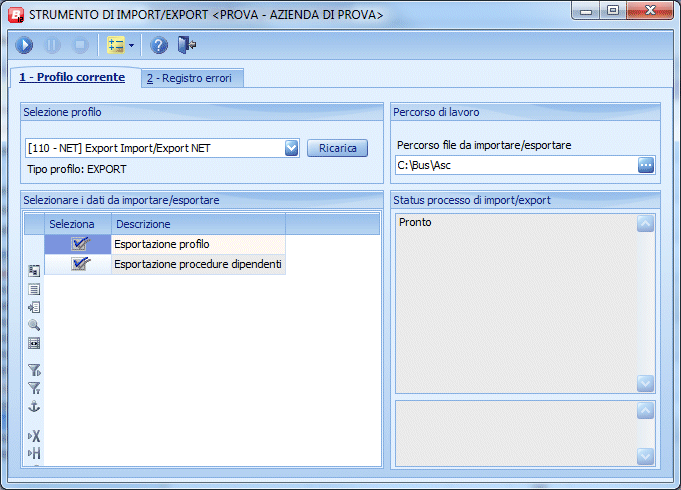 STRUMENTO DI IMPORT/EXPORT <PROVA - AZIENDA DI PROVA>
1 - Profilo corrente
2 - Registro errori
Selezione profilo
[110 - NET] Export Import/Export NET
Ricarica
Tipo profilo: EXPORT
Percorso di lavoro
Percorso file da importare/esportare
C:\Bus\Asc
Selezionare i dati da importare/esportare
Seleziona Descrizione
Esportazione profilo
Esportazione procedure dipendenti
Status processo di import/export
Pronto